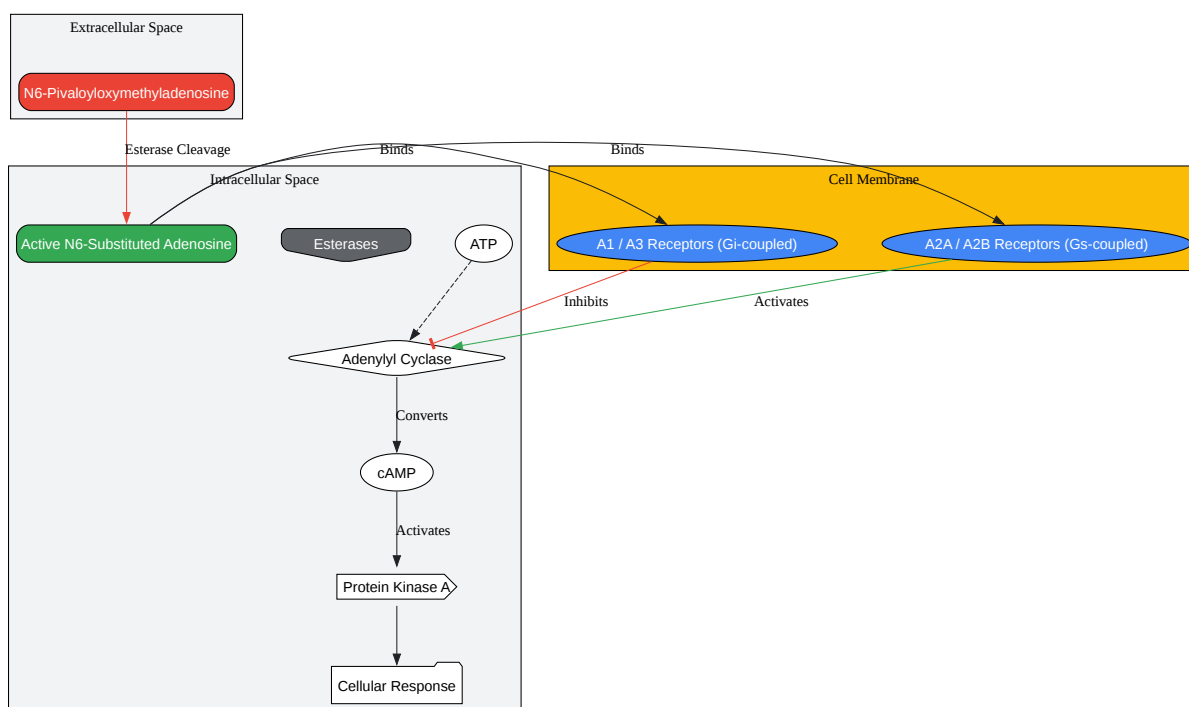 Extracellular Space
N6-Pivaloyloxymethyladenosine
Esterase Cleavage
Binds
Binds
Intracellular Space
Cell Membrane
Active N6-Substituted Adenosine
Esterases
ATP
A1 / A3 Receptors (Gi-coupled)
A2A / A2B Receptors (Gs-coupled)
Inhibits
Activates
Adenylyl Cyclase
Converts
cAMP
Activates
Protein Kinase A
Cellular Response